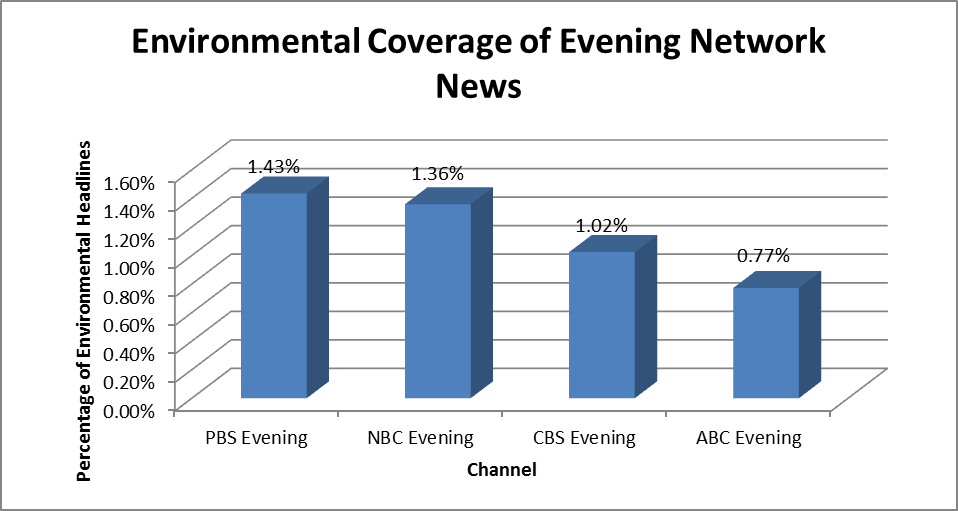 Environmental Coverage of Evening Network
News
Percentage of Environmental Headlines
1.60%
1.40%
1.20%
1.00%
0.80%
0.60%
0.40%
0.20%
0.00%
1.43%
1.36%
1.02%
0.77%
PBS Evening
NBC Evening
CBS Evening
ABC Evening
Channel